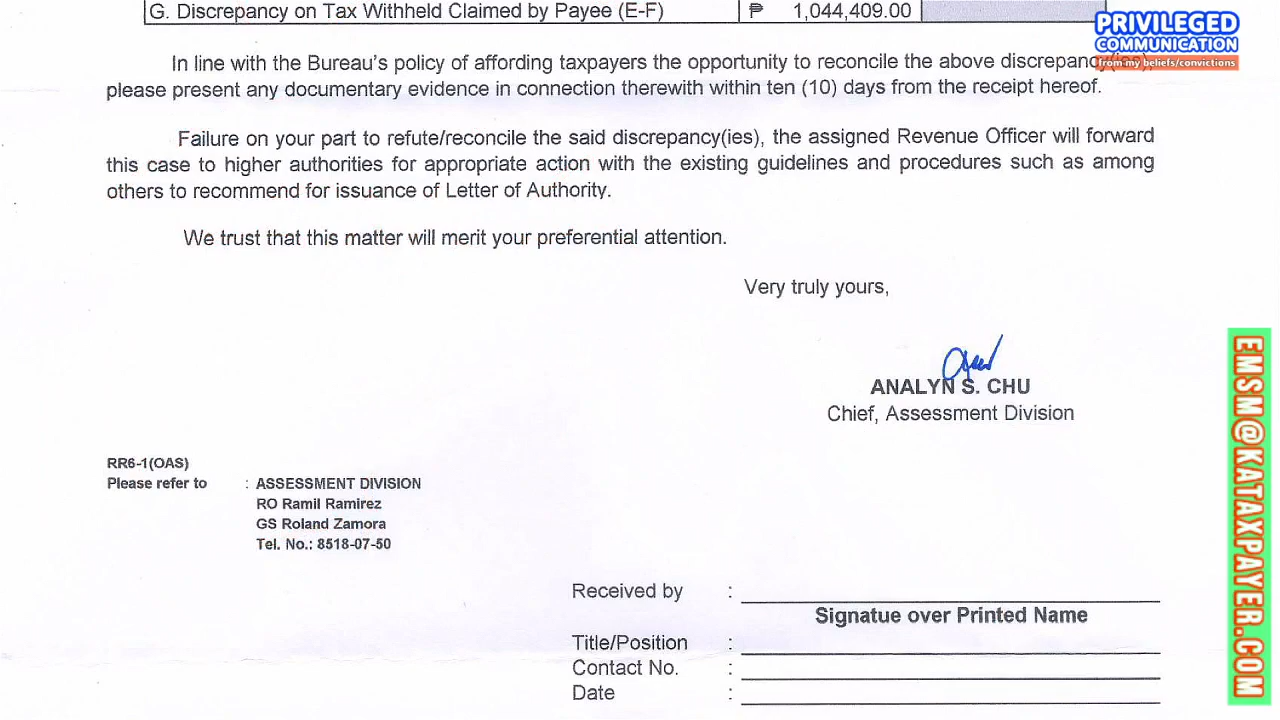 G. Discrepancy on Tax Withheld Claimed by Payee (E-F) ₱ 1,044,409.00
PRIVILEGED
COMMUNICATION
from my beliefs/convictions
In line with the Bureau's policy of affording taxpayers the opportunity to reconcile the above discrepancy(ies),
please present any documentary evidence in connection therewith within ten (10) days from the receipt hereof.
Failure on your part to refute/reconcile the said discrepancy(ies), the assigned Revenue Officer will forward
this case to higher authorities for appropriate action with the existing guidelines and procedures such as among
others to recommend for issuance of Letter of Authority.
We trust that this matter will merit your preferential attention.
Very truly yours,
ANALYN S. CHU
Chief, Assessment Division
RR6-1(OAS)
Please refer to : ASSESSMENT DIVISION
RO Ramil Ramirez
GS Roland Zamora
Tel. No.: 8518-07-50
Received by :
Signatue over Printed Name
Title/Position :
Contact No. :
Date :
EMSM@KATAXPAYER.COM